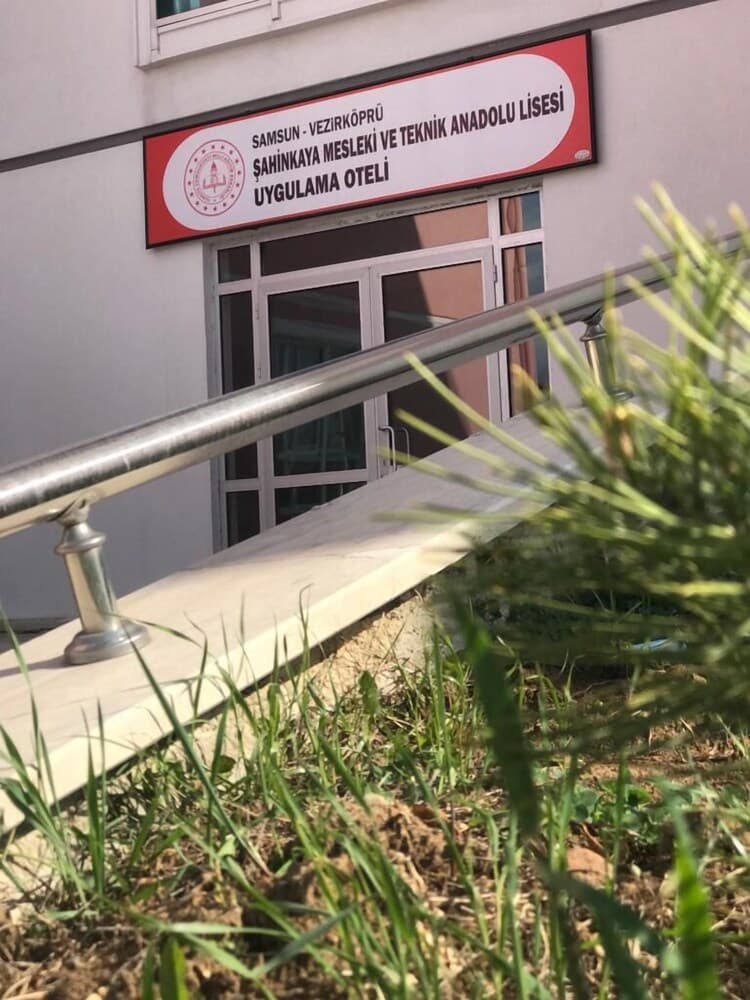 SAMSUN - VEZİRKÖPRÜ
ŞAHİNKAYA MESLEKİ VE TEKNİK ANADOLU LİSESİ
UYGULAMA OTELİ